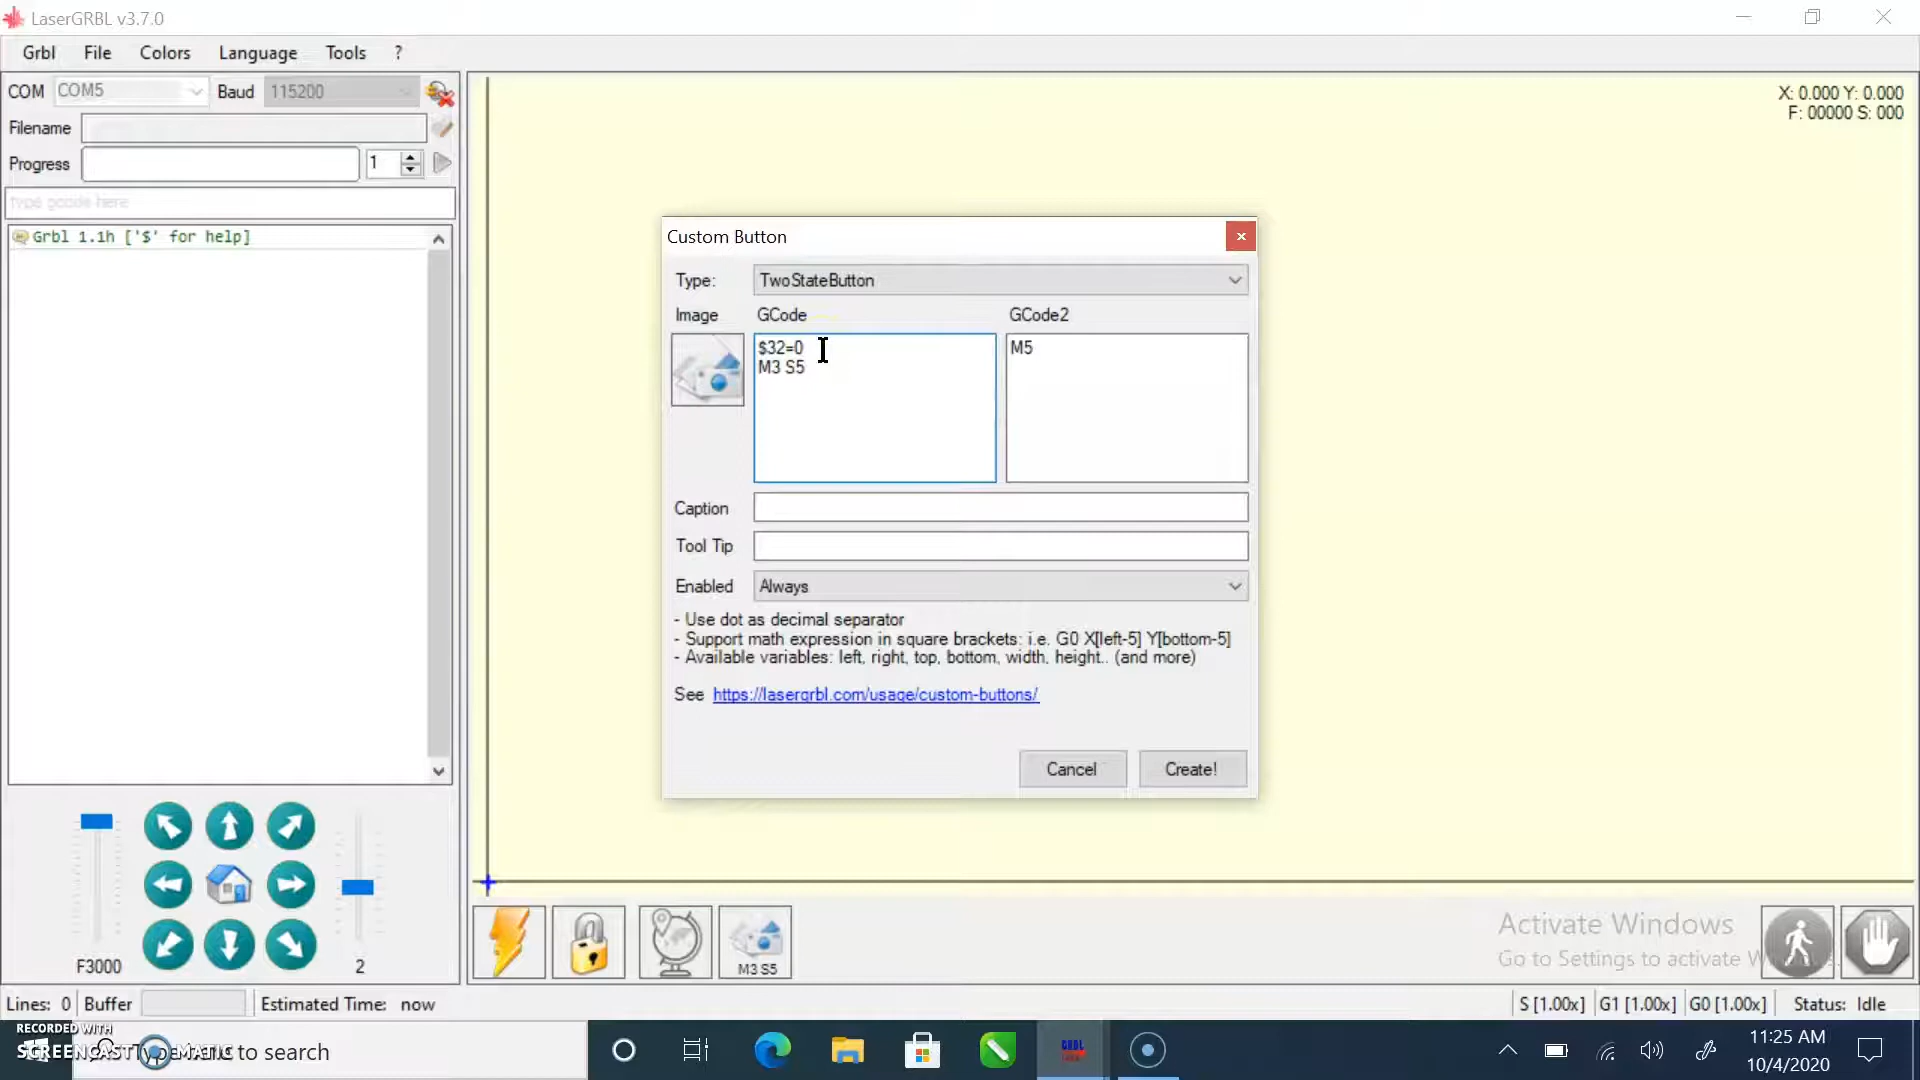 LaserGRBL v3.7.0
Grbl File Colors Language Tools ?
COM COM5 Baud 115200
Filename
Progress 1
type gcode here
Grbl 1.1h ['$' for help]
X: 0.000 Y: 0.000
F: 00000 S: 000
Custom Button
Type: TwoStateButton
Image GCode GCode2
$32=0
M3 S5
M5
Caption
Tool Tip
Enabled Always
- Use dot as decimal separator
- Support math expression in square brackets: i.e. G0 X[left-5] Y[bottom-5]
- Available variables: left, right, top, bottom, width, height.. (and more)
See https://lasergrbl.com/usage/custom-buttons/
Cancel Create!
F3000 2
M3 S5
Activate Windows
Go to Settings to activate
Lines: 0 Buffer Estimated Time: now
S [1.00x] G1 [1.00x] G0 [1.00x] Status: Idle
RECORDED WITH
SCREENCAST MATIC
to search
GRBL
11:25 AM
10/4/2020